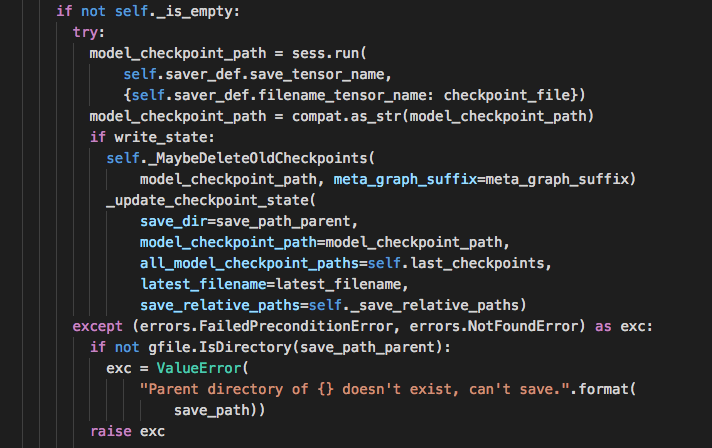 if not self._is_empty:
try:
model_checkpoint_path = sess.run(
self.saver_def.save_tensor_name,
{self.saver_def.filename_tensor_name: checkpoint_file})
model_checkpoint_path = compat.as_str(model_checkpoint_path)
if write_state:
self._MaybeDeleteOldCheckpoints(
model_checkpoint_path, meta_graph_suffix=meta_graph_suffix)
_update_checkpoint_state(
save_dir=save_path_parent,
model_checkpoint_path=model_checkpoint_path,
all_model_checkpoint_paths=self.last_checkpoints,
latest_filename=latest_filename,
save_relative_paths=self._save_relative_paths)
except (errors.FailedPreconditionError, errors.NotFoundError) as exc:
if not gfile.IsDirectory(save_path_parent):
exc = ValueError(
"Parent directory of {} doesn't exist, can't save.".format(
save_path))
raise exc